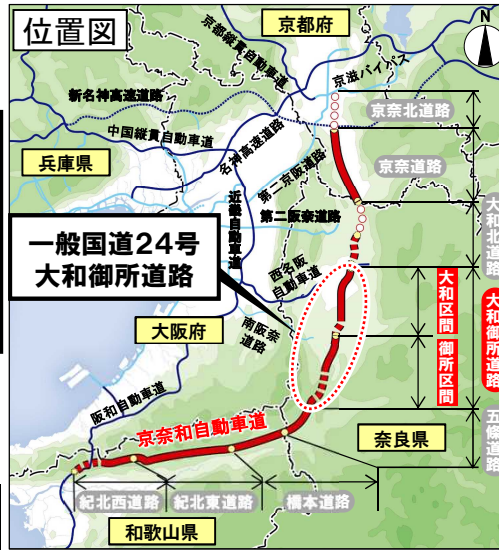 位置図
京都府
N
京都縦貫自動車道
京滋バイパス
新名神高速道路
京奈北道路
中国縦貫自動車道
名神高速道路
兵庫県
京奈道路
第二京阪道路
近畿自動車道
第二阪奈道路
大和北道路
一般国道24号
大和御所道路
西名阪
自動車道
大和区間
大和御所道路
大阪府
南阪奈
道路
御所区間
阪和自動車道
五條道路
京奈和自動車道
奈良県
紀北西道路
紀北東道路
橋本道路
和歌山県